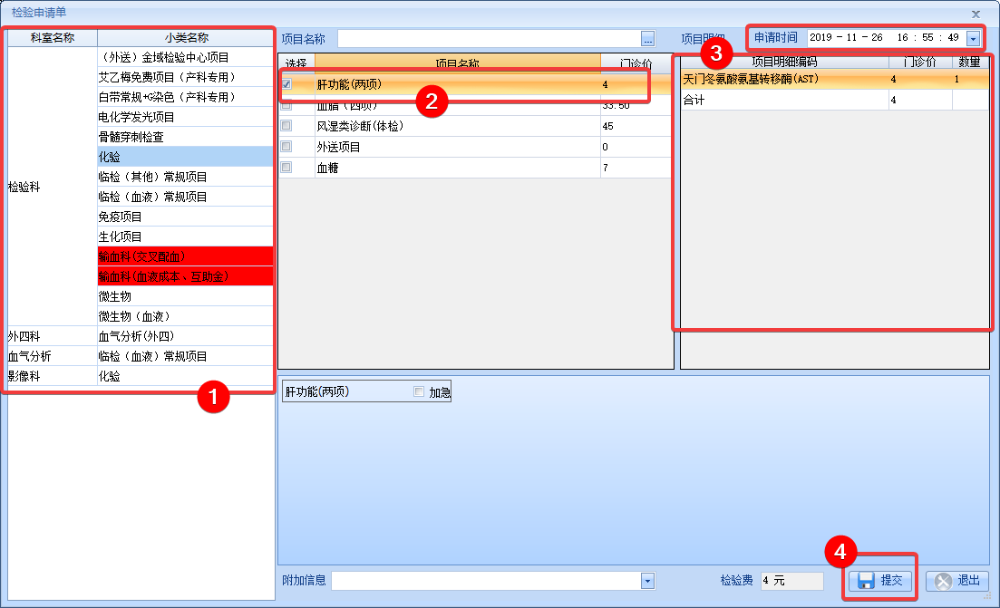 检验申请单
科室名称 小类名称
（外送）金域检验中心项目
艾乙梅免费项目（产科专用）
白带常规+G染色（产科专用）
电化学发光项目
骨髓穿刺检查
化验
检验科
临检（其他）常规项目
临检（血液）常规项目
免疫项目
生化项目
输血科(交叉配血)
输血科(血液成本、互助金)
微生物
微生物（血液）
外四科 血气分析(外四)
血气分析 临检（血液）常规项目
影像科 化验
1
项目名称 ...
选择 项目名称 门诊价
肝功能(两项) 4
2
血脂（四项） 33.50
风湿类诊断(体检) 45
外送项目 0
血糖 7
项目明细
申请时间 2019-11-26 16:55:49
3
项目明细编码 门诊价 数量
天门冬氨酸氨基转移酶(AST) 4 1
合计 4
肝功能(两项) 加急
附加信息
检验费 4 元
4
提交
退出